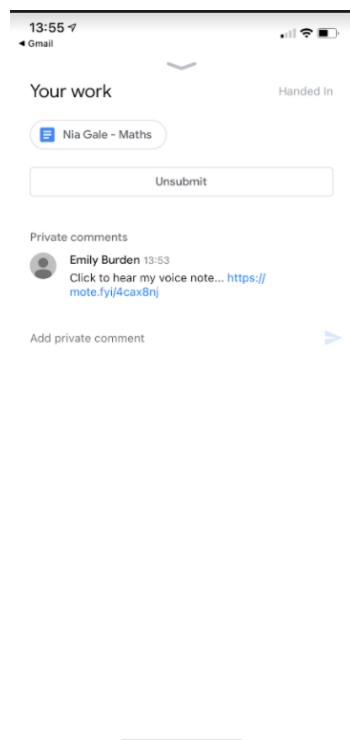 13:55
◄ Gmail
Your work
Handed In
Nia Gale - Maths
Unsubmit
Private comments
Emily Burden 13:53
Click to hear my voice note... https://
mote.fyi/4cax8nj
Add private comment